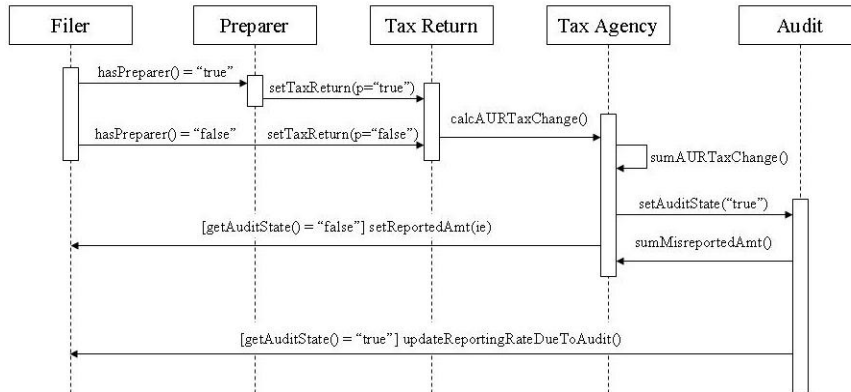 Filer Preparer Tax Return Tax Agency Audit
hasPreparer() = “true”
setTaxReturn(p=“true”)
calcAURTaxChange()
hasPreparer() = “false” setTaxReturn(p=“false”)
sumAURTaxChange()
setAuditState(“true”)
[getAuditState() = “false”] setReportedAmt(ie)
sumMisreportedAmt()
[getAuditState() = “true”] updateReportingRateDueToAudit()